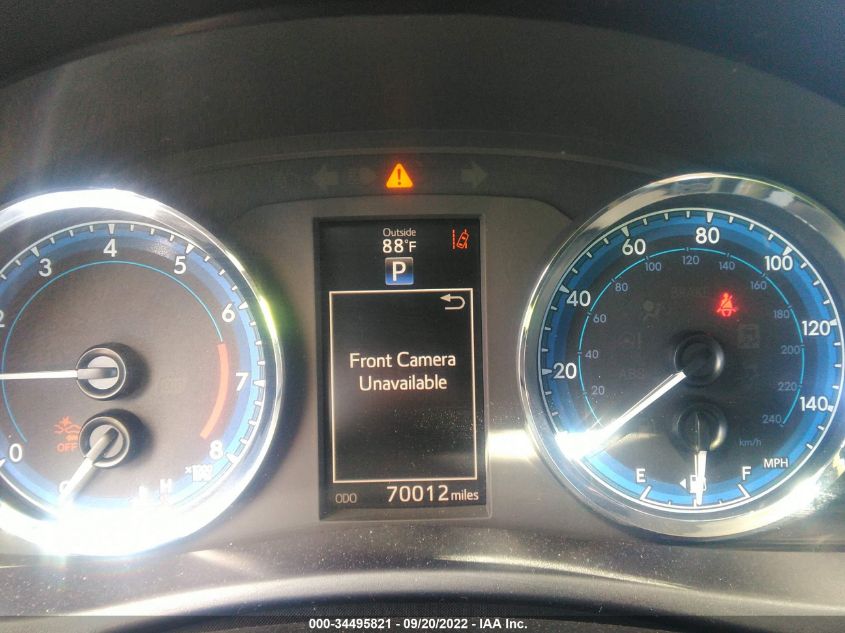 Outside
88°F
P
Front Camera
Unavailable
ODO 70012 miles
3 4 5 6 7 8
0
x1000
OFF
H
20 40 60 80 100 120 140
20 40 60 80 100 120 140 160 180 200 220 240
km/h
MPH
ABS
E F
000-34495821 - 09/20/2022 - IAA Inc.